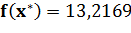 f(x*) = 13,2169